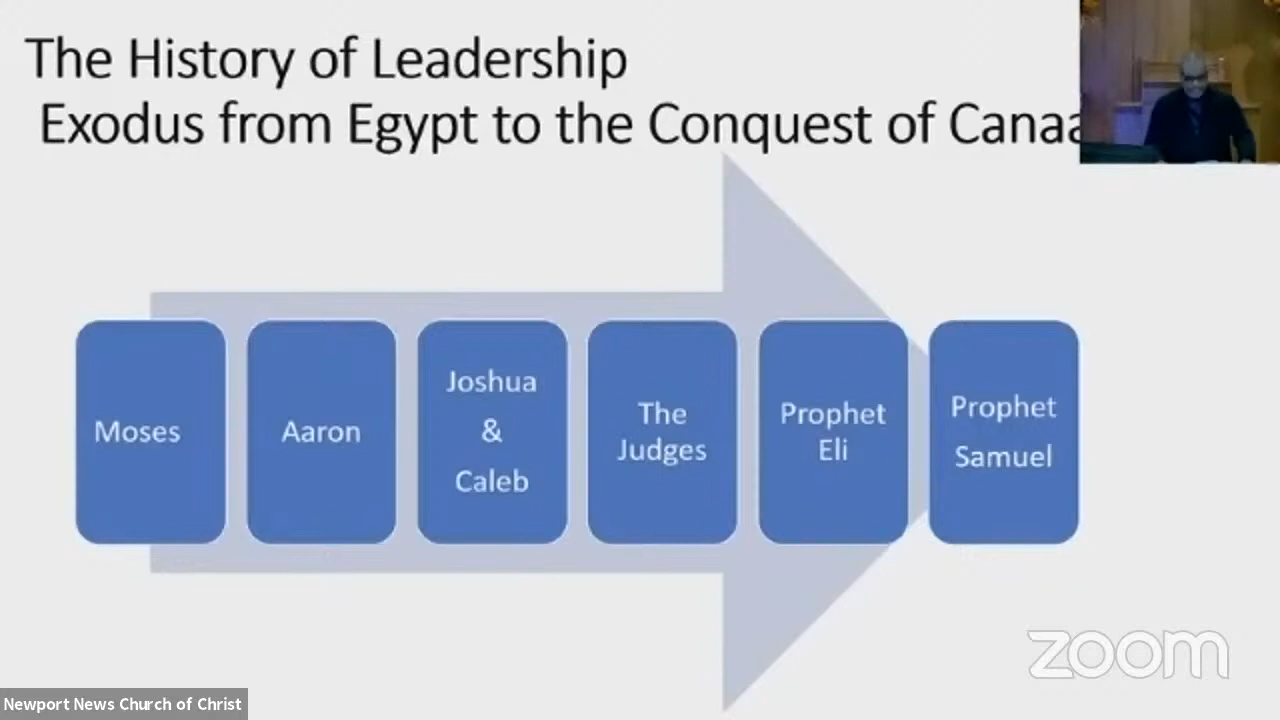 The History of Leadership
Exodus from Egypt to the Conquest of Canaa
Moses
Aaron
Joshua
&
Caleb
The
Judges
Prophet
Eli
Prophet
Samuel
zoom
Newport News Church of Christ